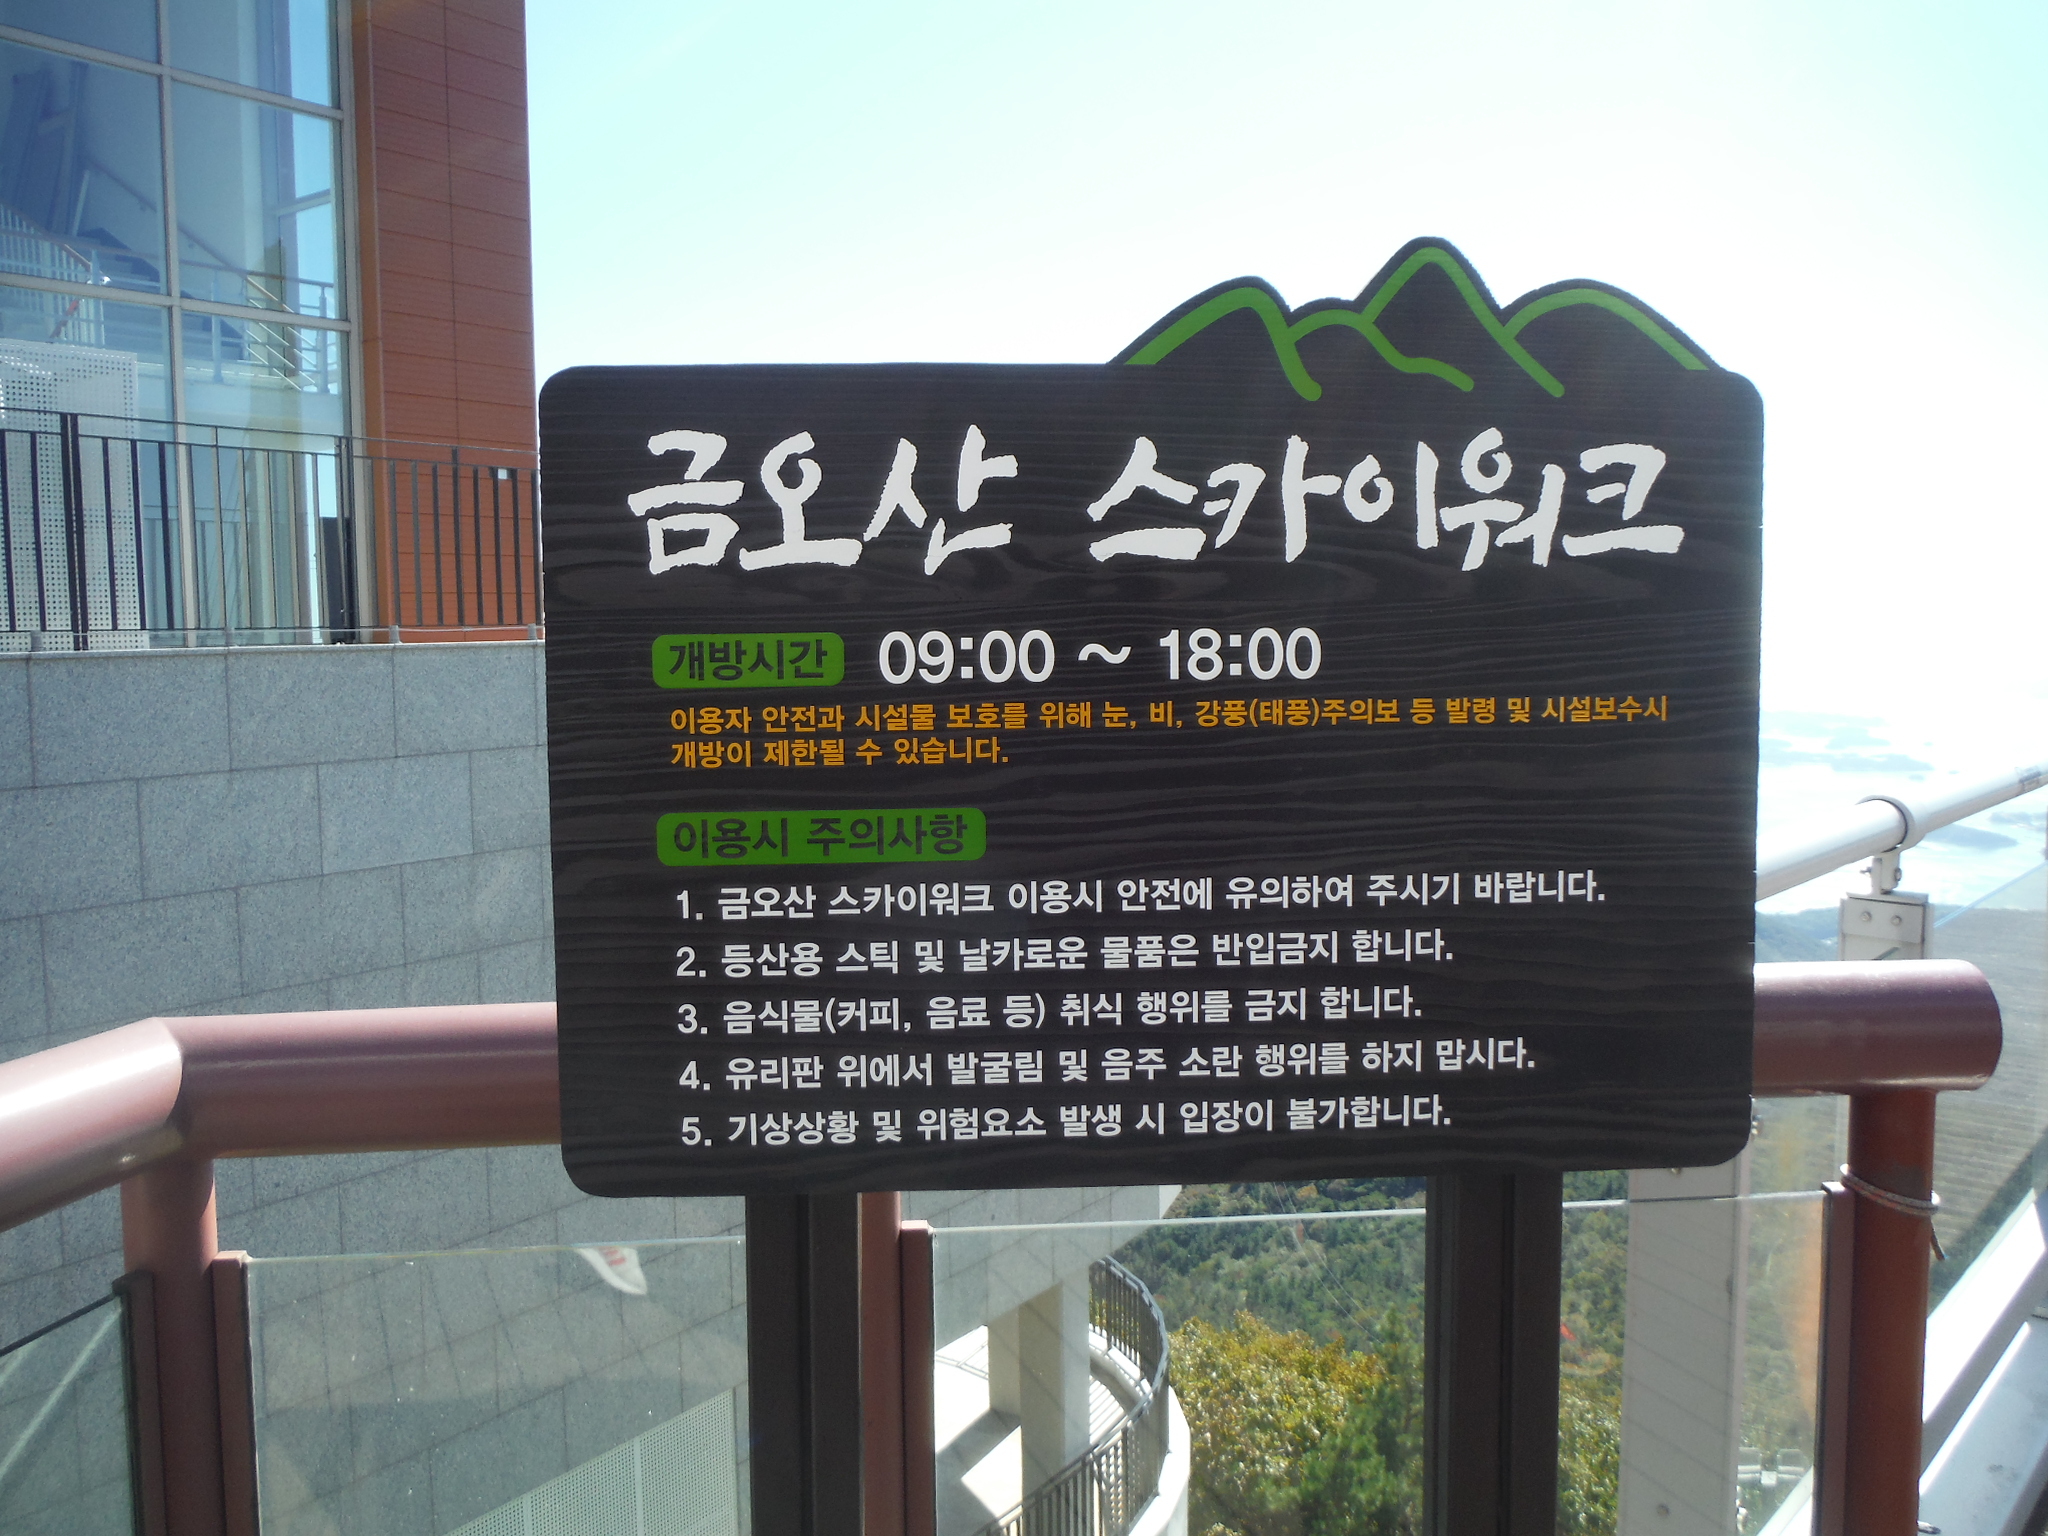 금오산 스카이워크
개방시간 09:00 ~ 18:00
이용자 안전과 시설물 보호를 위해 눈, 비, 강풍(태풍)주의보 등 발령 및 시설보수시
개방이 제한될 수 있습니다.
이용시 주의사항
1. 금오산 스카이워크 이용시 안전에 유의하여 주시기 바랍니다.
2. 등산용 스틱 및 날카로운 물품은 반입금지 합니다.
3. 음식물(커피, 음료 등) 취식 행위를 금지 합니다.
4. 유리판 위에서 발굴림 및 음주 소란 행위를 하지 맙시다.
5. 기상상황 및 위험요소 발생 시 입장이 불가합니다.